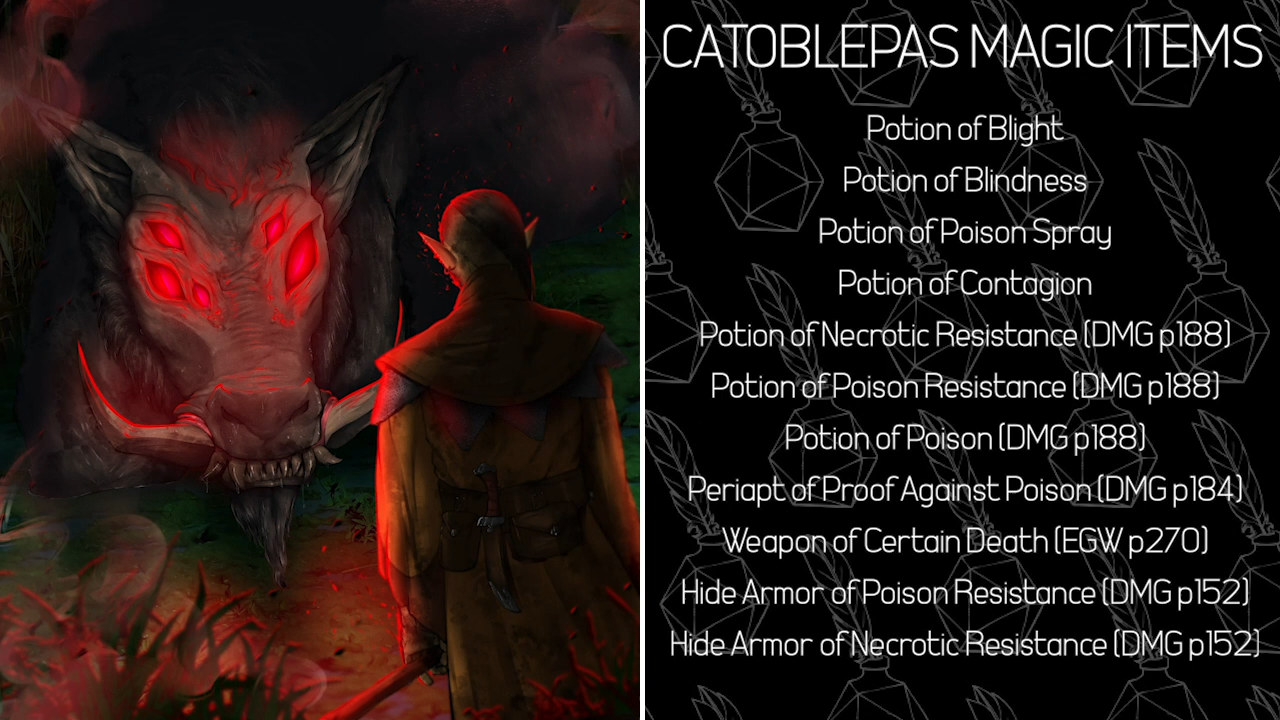 CATOBLEPAS MAGIC ITEMS
Potion of Blight
Potion of Blindness
Potion of Poison Spray
Potion of Contagion
Potion of Necrotic Resistance (DMG p188)
Potion of Poison Resistance (DMG p188)
Potion of Poison (DMG p188)
Periapt of Proof Against Poison (DMG p184)
Weapon of Certain Death (EGW p270)
Hide Armor of Poison Resistance (DMG p152)
Hide Armor of Necrotic Resistance (DMG p152)